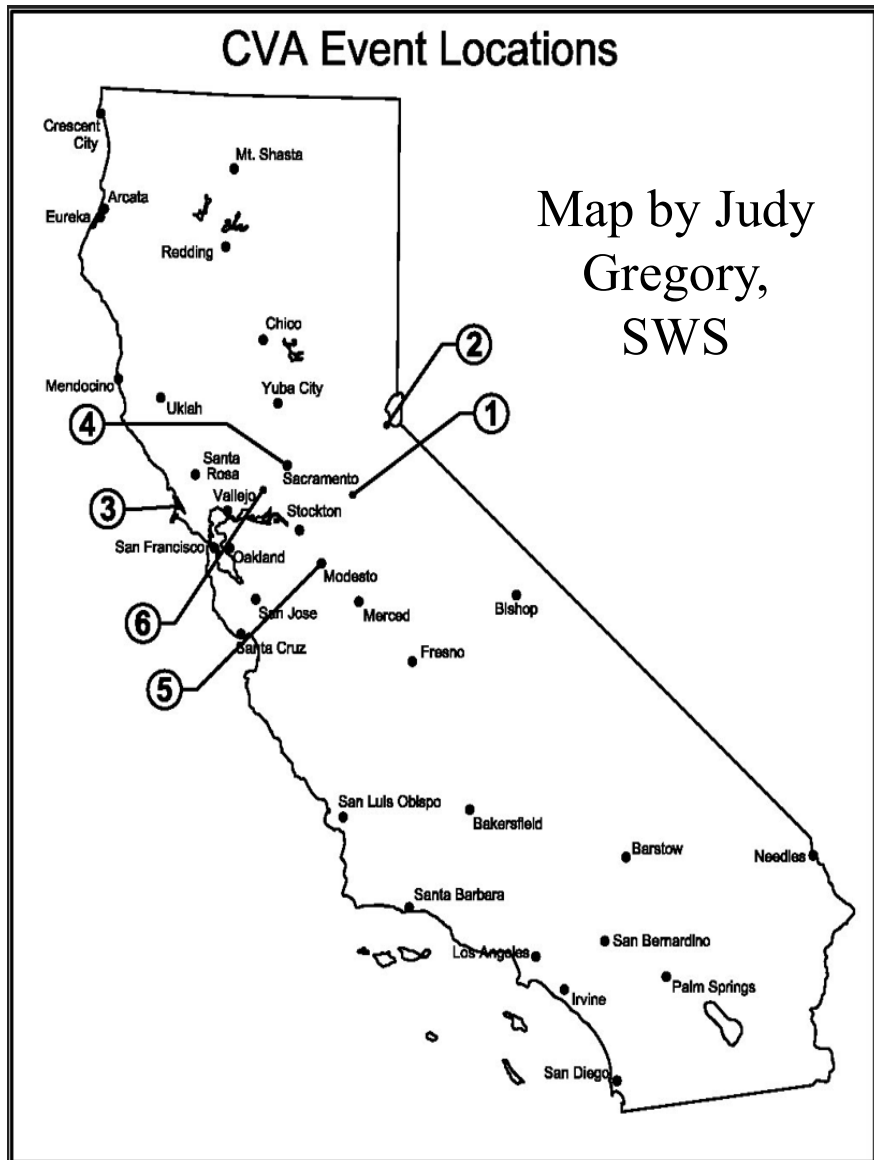 CVA Event Locations
Crescent
City
Mt. Shasta
Map by Judy
Gregory,
SWS
Arcata
Eureka
Redding
Chico
2
Mendocino
Yuba City
Ukiah
1
4
Santa
Rosa
Sacramento
Vallejo
3
Stockton
San Francisco
Oakland
Modesto
6
San Jose
Merced
Bishop
Santa Cruz
Fresno
5
San Luis Obispo
Bakersfield
Barstow
Needles
Santa Barbara
San Bernardino
Los Angeles
Palm Springs
Irvine
San Diego